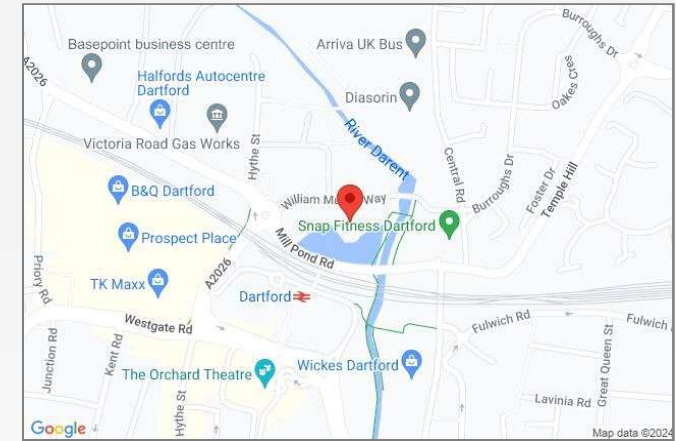 Burroughs Dr
Basepoint business centre
Arriva UK Bus
A2026
Halfords Autocentre
Dartford
Oakes Cres
Diasorin
Victoria Road Gas Works
Hythe St
River Darent
Central Rd
Burroughs Dr
Foster Dr
Temple Hill
B&Q Dartford
William Mu Way
Snap Fitness Dartford
Prospect Place
Mill Pond Rd
Priory Rd
A2026
TK Maxx
Dartford
Westgate Rd
Fulwich Rd
Fulwich
Junction Rd
Kent Rd
Hythe St
The Orchard Theatre
Wickes Dartford
Great Queen St
Lavinia Rd
Google
Map data ©2024